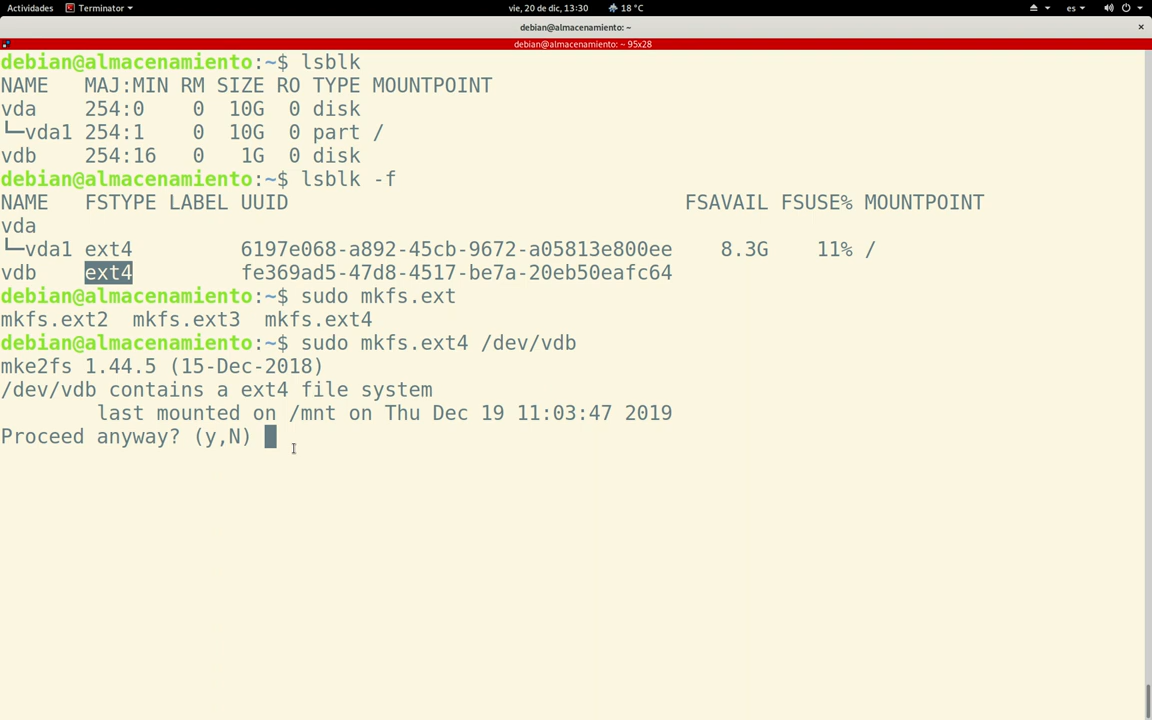 Actividades Terminator vie, 20 de dic, 13:30 18 °C es
debian@almacenamiento: ~
debian@almacenamiento: ~ 95x28
debian@almacenamiento:~$ lsblk
NAME   MAJ:MIN RM SIZE RO TYPE MOUNTPOINT
vda    254:0    0  10G  0 disk
└─vda1 254:1    0  10G  0 part /
vdb    254:16   0   1G  0 disk
debian@almacenamiento:~$ lsblk -f
NAME   FSTYPE LABEL UUID                                 FSAVAIL FSUSE% MOUNTPOINT
vda
└─vda1 ext4         6197e068-a892-45cb-9672-a05813e800ee    8.3G    11% /
vdb    ext4         fe369ad5-47d8-4517-be7a-20eb50eafc64
debian@almacenamiento:~$ sudo mkfs.ext
mkfs.ext2  mkfs.ext3  mkfs.ext4
debian@almacenamiento:~$ sudo mkfs.ext4 /dev/vdb
mke2fs 1.44.5 (15-Dec-2018)
/dev/vdb contains a ext4 file system
        last mounted on /mnt on Thu Dec 19 11:03:47 2019
Proceed anyway? (y,N)